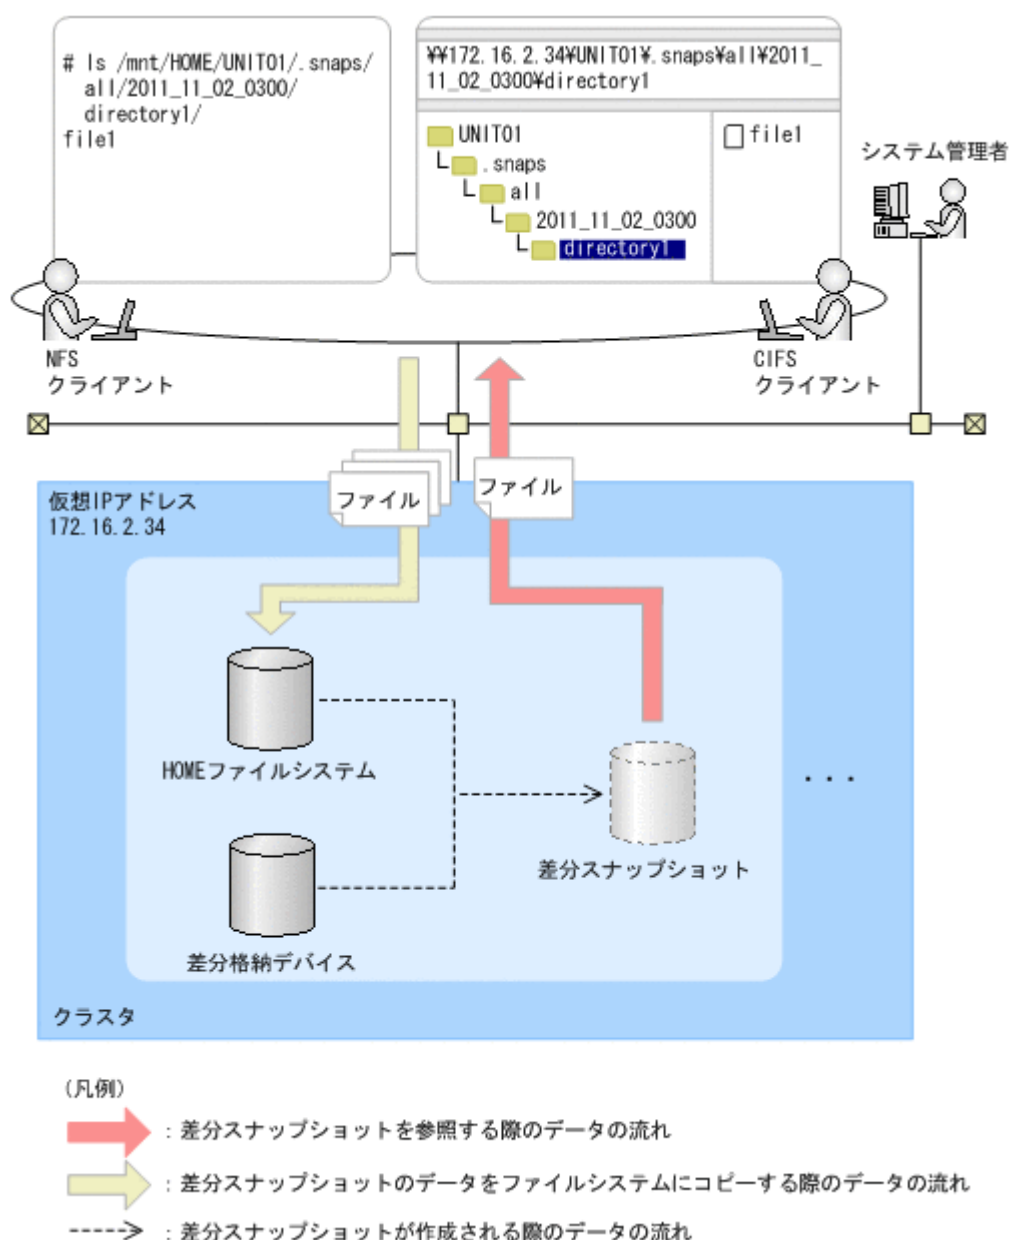 # ls /mnt/HOME/UNIT01/.snaps/
all/2011_11_02_0300/
directory1/
file1
¥¥172.16.2.34¥UNIT01¥.snaps¥all¥2011_
11_02_0300¥directory1
UNIT01
.snaps
all
2011_11_02_0300
directory1
file1
システム管理者
NFS
クライアント
CIFS
クライアント
仮想IPアドレス
172.16.2.34
ファイル
ファイル
HOMEファイルシステム
差分スナップショット
...
差分格納デバイス
クラスタ
(凡例)
:差分スナップショットを参照する際のデータの流れ
:差分スナップショットのデータをファイルシステムにコピーする際のデータの流れ
:差分スナップショットが作成される際のデータの流れ